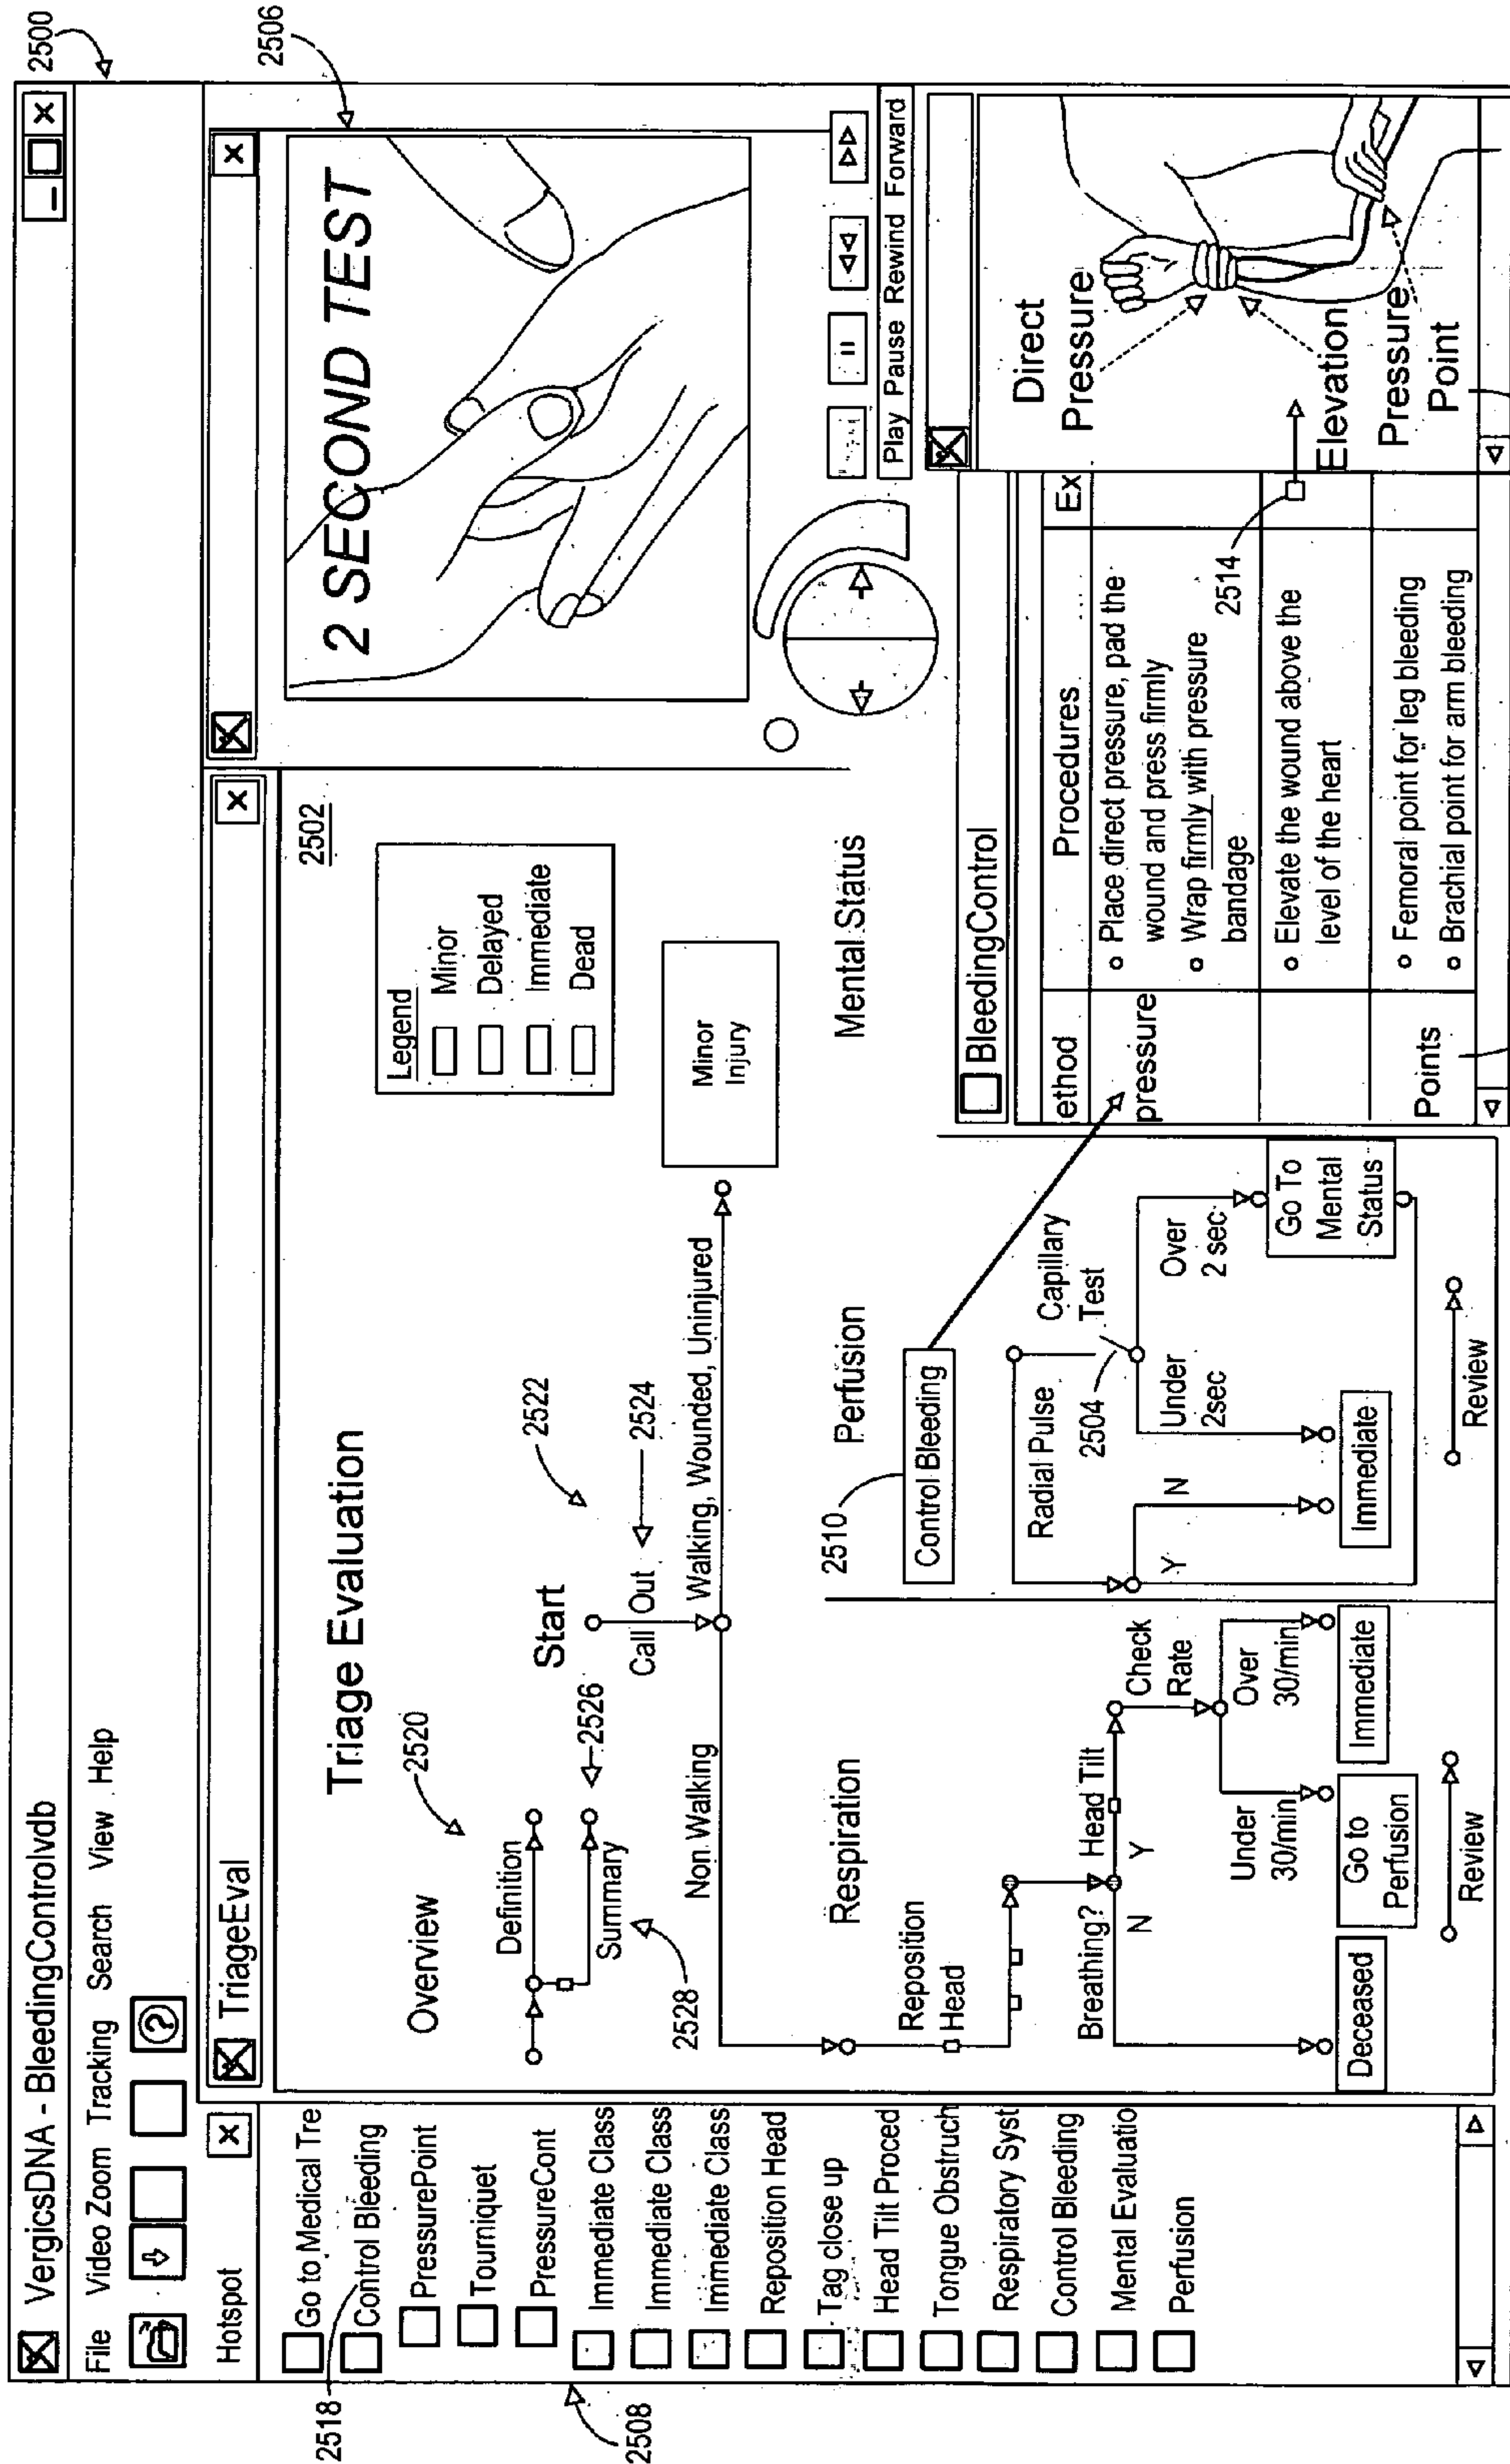 2500
VergicsDNA - BleedingControlvdb
File Video Zoom Tracking Search View Help
Hotspot
2518
Go to Medical Tre
Control Bleeding
PressurePoint
Tourniquet
PressureCont
Immediate Class
Immediate Class
Immediate Class
Reposition Head
Tag close up
Head Tilt Proced
Tongue Obstruch
Respiratory Syst
Control Bleeding
Mental Evaluatio
Perfusion
2508
TriageEval
Triage Evaluation
2502
Legend
Minor
Delayed
Immediate
Dead
Overview
2520
Definition
Summary
2526
2528
Start
2522
Call Out
2524
Non Walking
Walking, Wounded, Uninjured
Minor
Injury
Respiration
Reposition
Head
Breathing?
Head Tilt
N Y
Check
Rate
Under
30/min
Over
30/min
Deceased
Go to
Perfusion
Immediate
Review
Perfusion
2510
Control Bleeding
Radial Pulse
Capillary
Test
2504
Y N
Under
2sec
Over
2 sec
Immediate
Go To
Mental
Status
Review
Mental Status
2506
2 SECOND TEST
Play Pause Rewind Forward
BleedingControl
ethod Procedures Ex
pressure
Place direct pressure, pad the
wound and press firmly
Wrap firmly with pressure
bandage
2514
Elevate the wound above the
level of the heart
Points
Femoral point for leg bleeding
Brachial point for arm bleeding
Direct
Pressure
Elevation
Pressure
Point